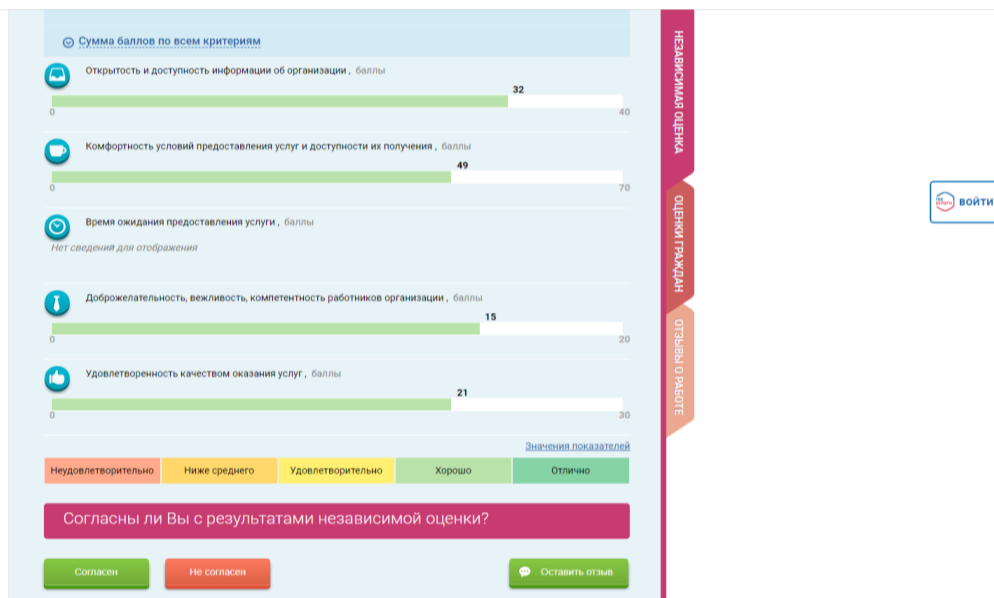 Сумма баллов по всем критериям
Открытость и доступность информации об организации , баллы
32
0
40
Комфортность условий предоставления услуг и доступности их получения , баллы
49
0
70
Время ожидания предоставления услуги , баллы
Нет сведений для отображения
Доброжелательность, вежливость, компетентность работников организации , баллы
15
0
20
Удовлетворенность качеством оказания услуг , баллы
21
0
30
Значения показателей
Неудовлетворительно
Ниже среднего
Удовлетворительно
Хорошо
Отлично
Согласны ли Вы с результатами независимой оценки?
Согласен
Не согласен
Оставить отзыв
НЕЗАВИСИМАЯ ОЦЕНКА
ОЦЕНКИ ГРАЖДАН
ОТЗЫВЫ О РАБОТЕ
ВОЙТИ